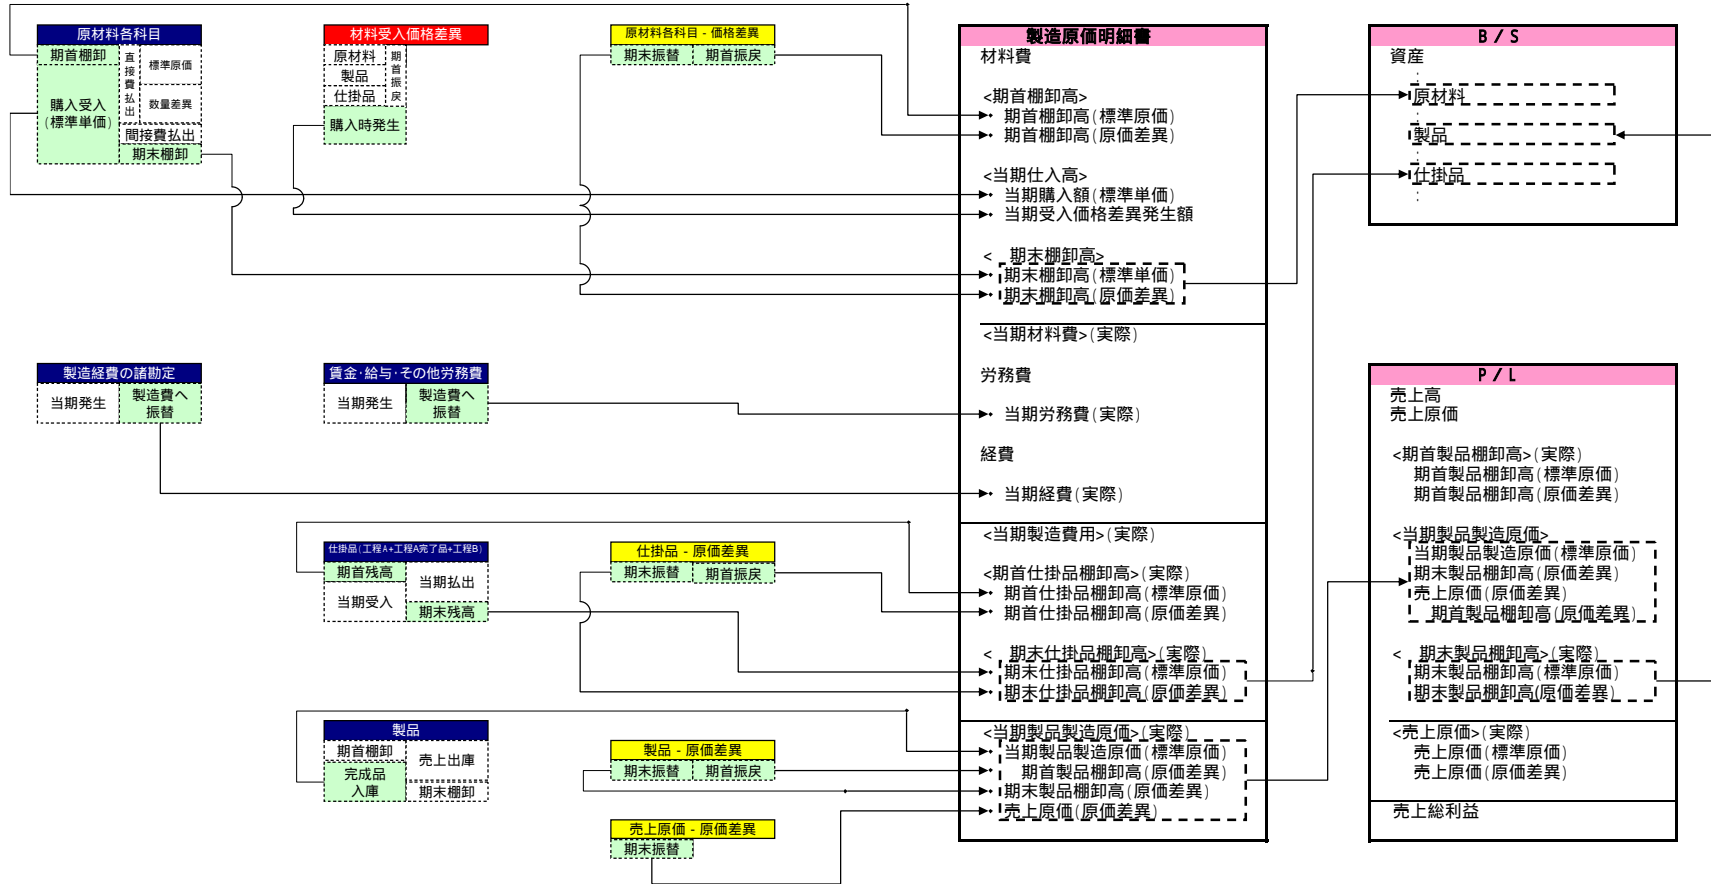 原材料各科目
期首棚卸
購入受入
(標準単価)
直接費払出
標準原価
数量差異
間接費払出
期末棚卸
材料受入価格差異
原材料
製品
仕掛品
期首振戻
購入時発生
原材料各科目 - 価格差異
期末振替
期首振戻
製造経費の諸勘定
当期発生
製造費へ
振替
賃金・給与・その他労務費
当期発生
製造費へ
振替
仕掛品(工程A+工程A完了品+工程B)
期首残高
当期受入
当期払出
期末残高
仕掛品 - 原価差異
期末振替
期首振戻
製品
期首棚卸
完成品
入庫
売上出庫
期末棚卸
製品 - 原価差異
期末振替
期首振戻
売上原価 - 原価差異
期末振替
製造原価明細書
材料費
<期首棚卸高>
期首棚卸高(標準原価)
期首棚卸高(原価差異)
<当期仕入高>
当期購入額(標準単価)
当期受入価格差異発生額
< 期末棚卸高>
期末棚卸高(標準単価)
期末棚卸高(原価差異)
<当期材料費>(実際)
労務費
当期労務費(実際)
経費
当期経費(実際)
<当期製造費用>(実際)
<期首仕掛品棚卸高>(実際)
期首仕掛品棚卸高(標準原価)
期首仕掛品棚卸高(原価差異)
< 期末仕掛品棚卸高>(実際)
期末仕掛品棚卸高(標準原価)
期末仕掛品棚卸高(原価差異)
<当期製品製造原価>(実際)
当期製品製造原価(標準原価)
期首製品棚卸高(原価差異)
期末製品棚卸高(原価差異)
売上原価(原価差異)
B / S
資産
原材料
製品
仕掛品
P / L
売上高
売上原価
<期首製品棚卸高>(実際)
期首製品棚卸高(標準原価)
期首製品棚卸高(原価差異)
<当期製品製造原価>
当期製品製造原価(標準原価)
期末製品棚卸高(原価差異)
売上原価(原価差異)
期首製品棚卸高(原価差異)
< 期末製品棚卸高>(実際)
期末製品棚卸高(標準原価)
期末製品棚卸高(原価差異)
<売上原価>(実際)
売上原価(標準原価)
売上原価(原価差異)
売上総利益